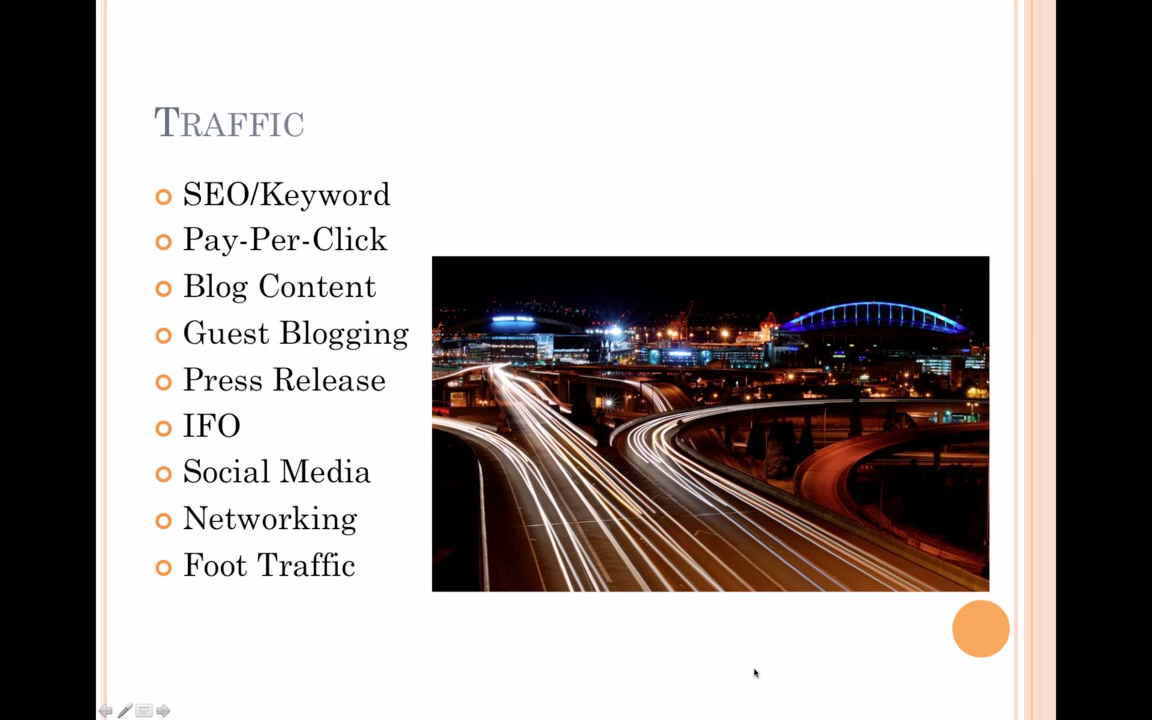 Traffic
SEO/Keyword
Pay-Per-Click
Blog Content
Guest Blogging
Press Release
IFO
Social Media
Networking
Foot Traffic